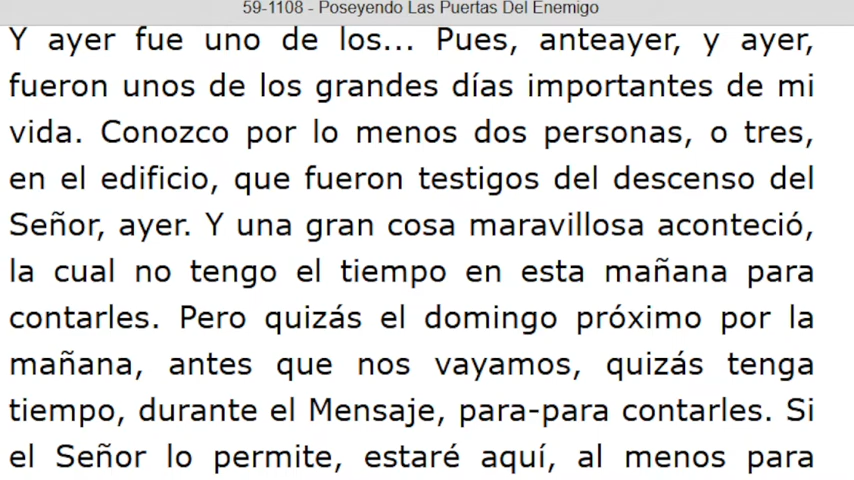 59-1108 - Poseyendo Las Puertas Del Enemigo
Y ayer fue uno de los... Pues, anteayer, y ayer,
fueron unos de los grandes días importantes de mi
vida. Conozco por lo menos dos personas, o tres,
en el edificio, que fueron testigos del descenso del
Señor, ayer. Y una gran cosa maravillosa aconteció,
la cual no tengo el tiempo en esta mañana para
contarles. Pero quizás el domingo próximo por la
mañana, antes que nos vayamos, quizás tenga
tiempo, durante el Mensaje, para-para contarles. Si
el Señor lo permite, estaré aquí, al menos para